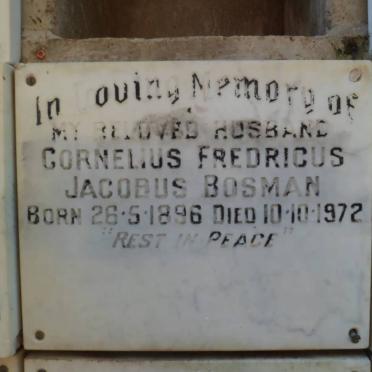 In Loving Memory of
MY BELOVED HUSBAND
CORNELIUS FREDRICUS
JACOBUS BOSMAN
BORN 26·5·1896 DIED 10·10·1972
"REST IN PEACE"